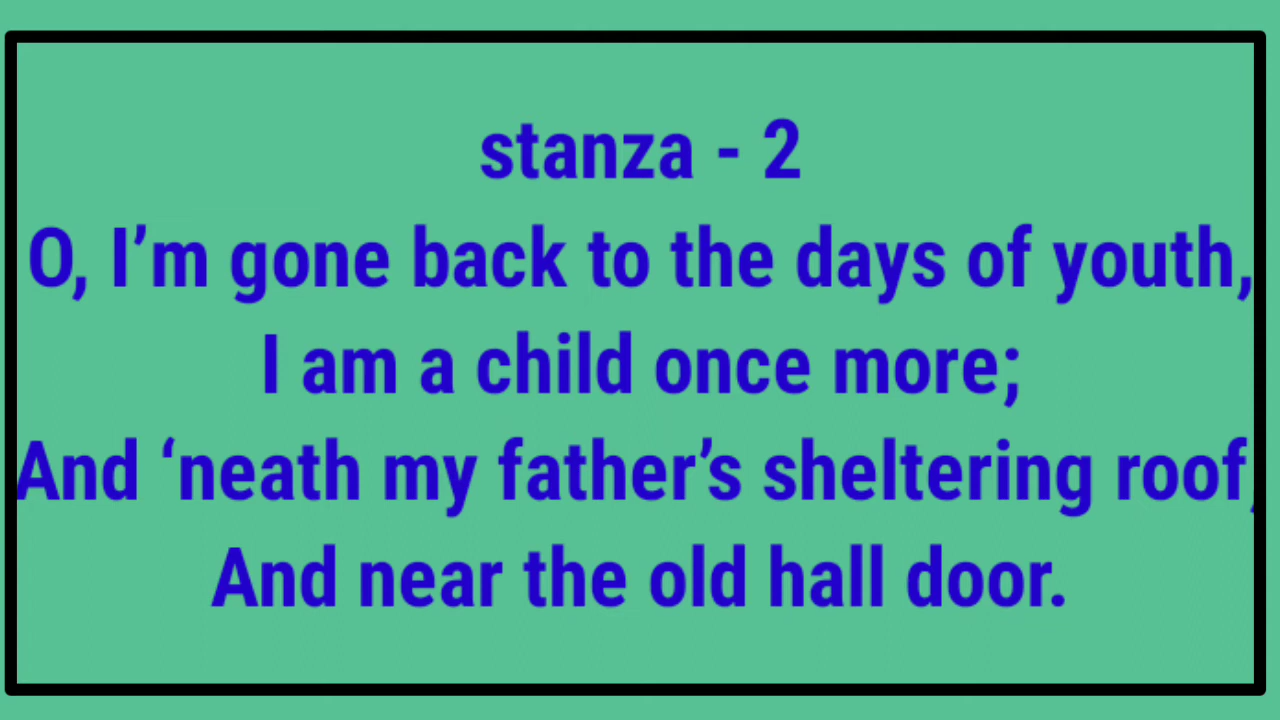 stanza - 2
O, I’m gone back to the days of youth,
I am a child once more;
And ‘neath my father’s sheltering roof,
And near the old hall door.